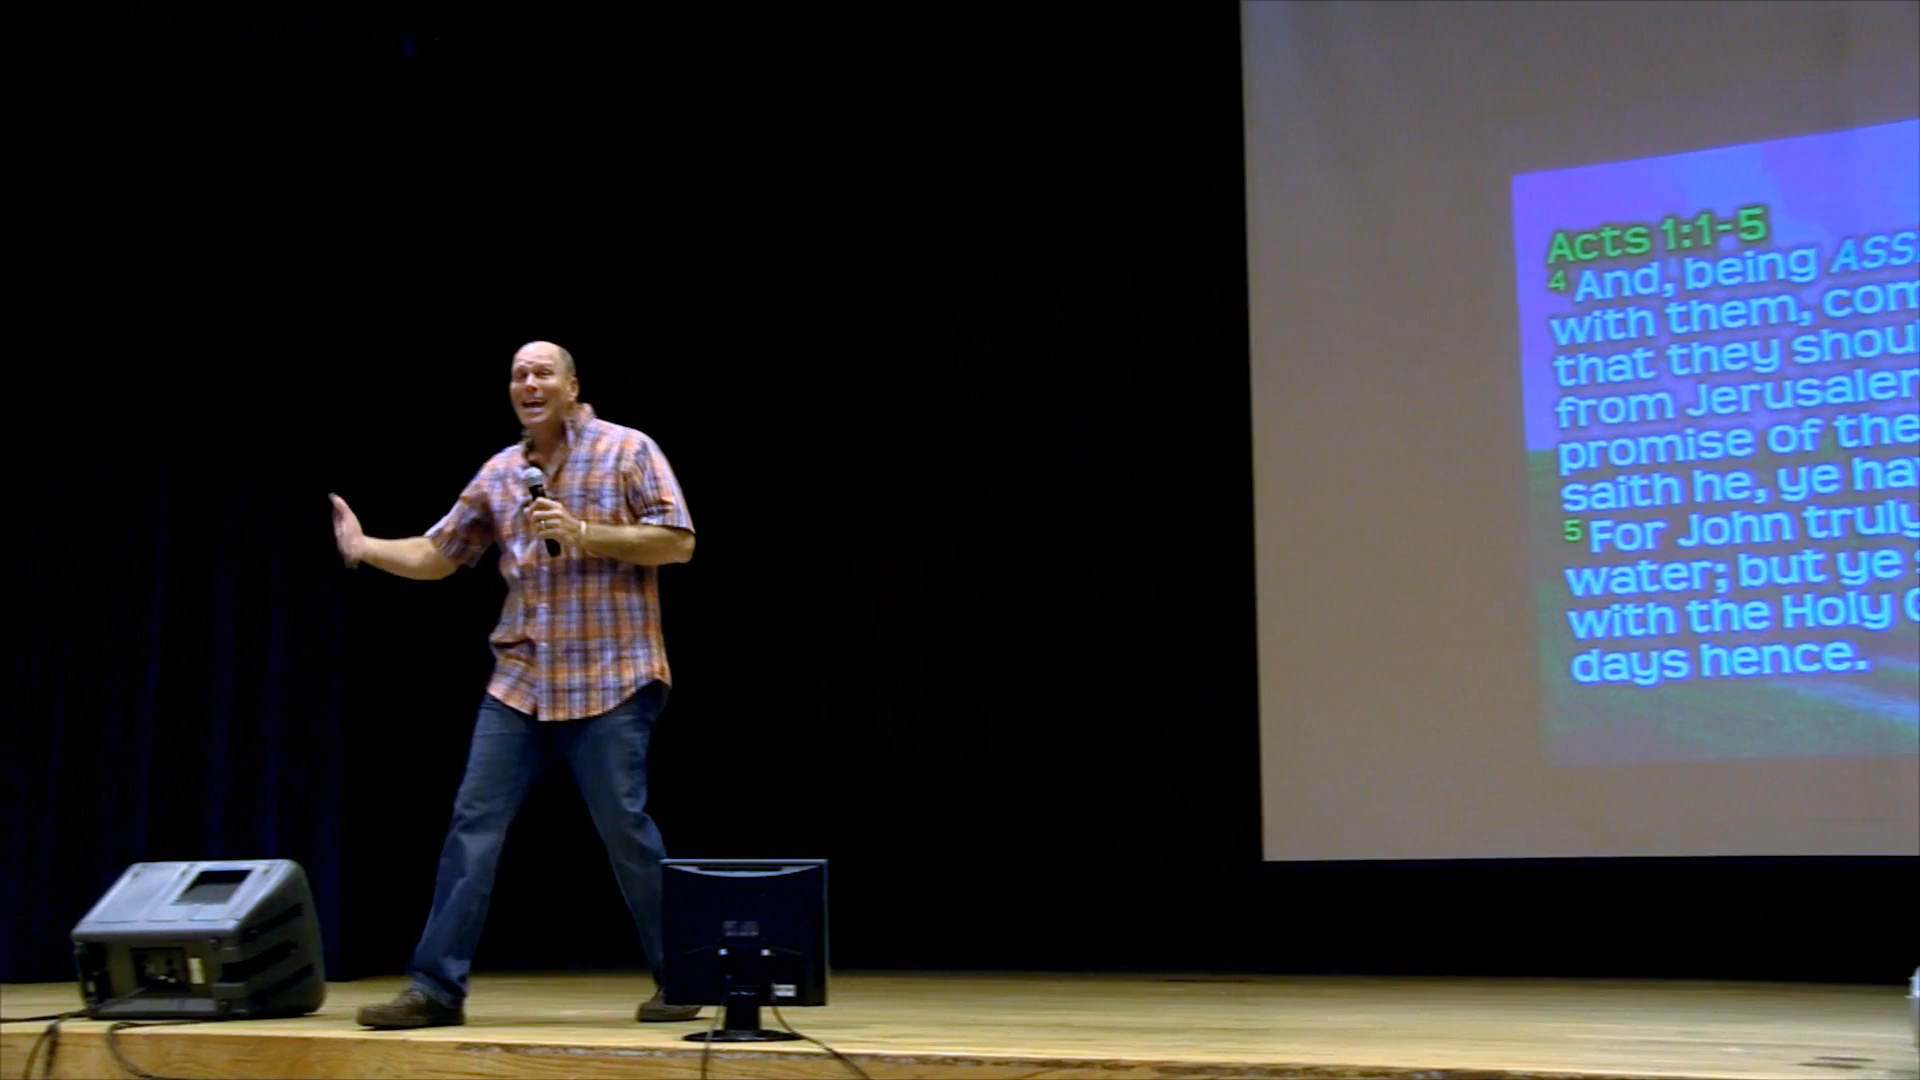 Acts 1:1-5
4 And, being ASS
with them, com
that they shou
from Jerusale
promise of the
saith he, ye ha
5 For John truly
water; but ye
with the Holy
days hence.